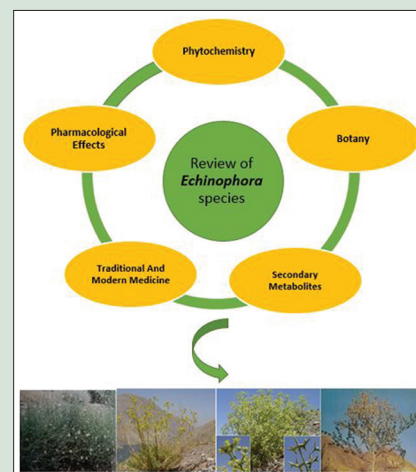 Phytochemistry
Pharmacological
Effects
Botany
Review of
Echinophora
species
Traditional And
Modern Medicine
Secondary
Metabolites